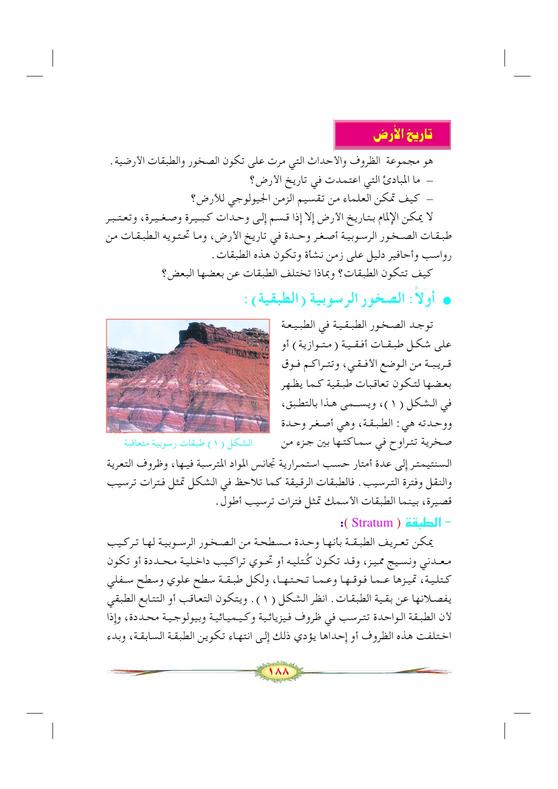 تاريخ الأرض
هو مجموعة الظروف والأحداث التي مرت على تكون الصخور والطبقات الأرضية.
– ما المبادئ التي اعتمدت في تاريخ الأرض؟
– كيف تمكن العلماء من تقسيم الزمن الجيولوجي للأرض؟
لا يمكن الإلمام بتاريخ الأرض إلا إذا قسم إلى وحدات كبيرة وصغيرة، وتعتبر
طبقات الصخور الرسوبية أصغر وحدة في تاريخ الأرض، وما تحتويه الطبقات من
رواسب وأحافير دليل على زمن نشأة وتكون هذه الطبقات.
كيف تتكون الطبقات؟ وبماذا تختلف الطبقات عن بعضها البعض؟
● أولاً: الصخور الرسوبية (الطبقية):
توجد الصخور الطبقية في الطبيعة
على شكل طبقات أفقية (متوازية) أو
قريبة من الوضع الأفقي، وتتراكم فوق
بعضها لتكون تعاقبات طبقية كما يظهر
في الشكل (١)، ويسمى هذا بالتطبق،
ووحدته هي: الطبقة، وهي أصغر وحدة
صخرية تتراوح في سماكتها بين جزء من
الشكل (١) طبقات رسوبية متعاقبة
السنتيمتر إلى عدة أمتار حسب استمرارية تجانس المواد المترسبة فيها، وظروف التعرية
والنقل وفترة الترسيب. فالطبقات الرقيقة كما تلاحظ في الشكل تمثل فترات ترسيب
قصيرة، بينما الطبقات الأسمك تمثل فترات ترسيب أطول.
- الطبقة (Stratum):
يمكن تعريف الطبقة بأنها وحدة مسطحة من الصخور الرسوبية لها تركيب
معدني ونسيج مميز، وقد تكون كُتليه أو تحوي تراكيب داخلية محددة أو تكون
كتلية، تميزها عما فوقها وعما تحتها، ولكل طبقة سطح علوي وسطح سفلي
يفصلانها عن بقية الطبقات. انظر الشكل (١). ويتكون التعاقب أو التتابع الطبقي
لأن الطبقة الواحدة تترسب في ظروف فيزيائية وكيميائية وبيولوجية محددة، وإذا
اختلفت هذه الظروف أو إحداها يؤدي ذلك إلى انتهاء تكوين الطبقة السابقة، وبدء
١٨٨